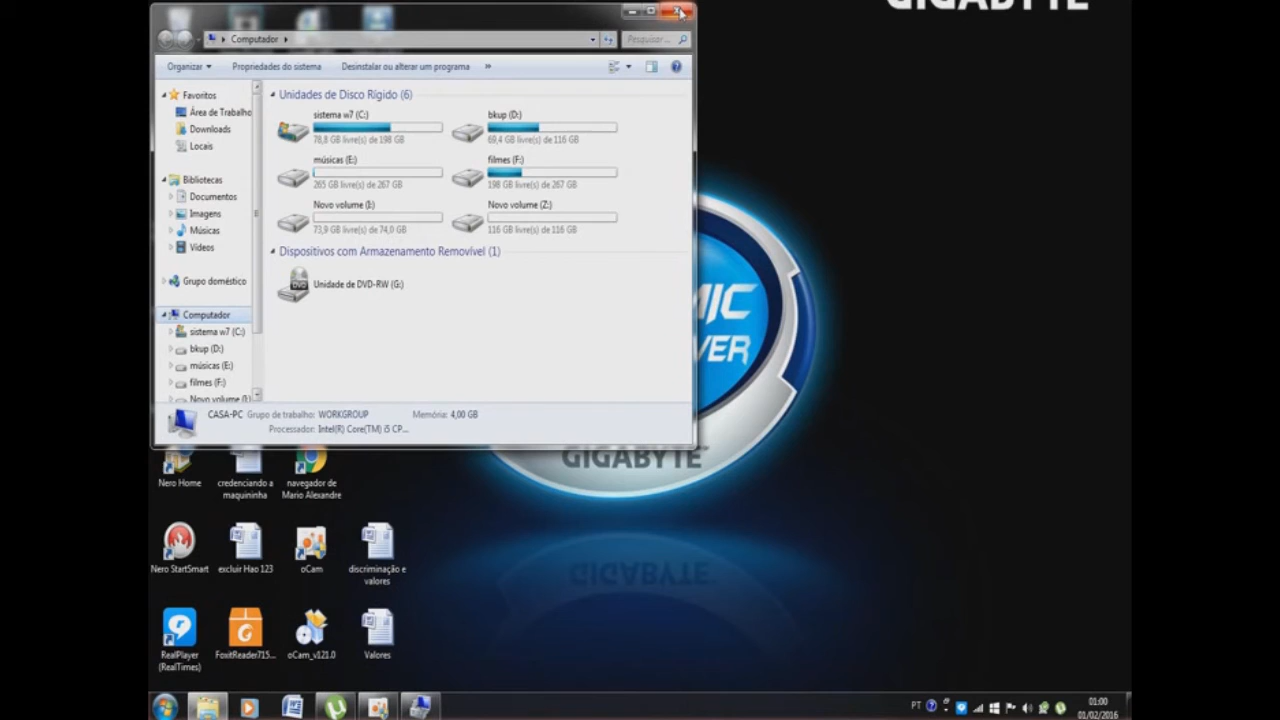 GIGABYTE
Computador
Pesquisar...
Organizar
Propriedades do sistema
Desinstalar ou alterar um programa
»
Favoritos
Área de Trabalho
Downloads
Locais
Bibliotecas
Documentos
Imagens
Músicas
Vídeos
Grupo doméstico
Computador
sistema w7 (C:)
bkup (D:)
músicas (E:)
filmes (F:)
Novo volume (I:)
Unidades de Disco Rígido (6)
sistema w7 (C:)
78,8 GB livre(s) de 198 GB
bkup (D:)
69,4 GB livre(s) de 116 GB
músicas (E:)
265 GB livre(s) de 267 GB
filmes (F:)
198 GB livre(s) de 267 GB
Novo volume (I:)
73,9 GB livre(s) de 74,0 GB
Novo volume (Z:)
116 GB livre(s) de 116 GB
Dispositivos com Armazenamento Removível (1)
DVD
Unidade de DVD-RW (G:)
CASA-PC Grupo de trabalho: WORKGROUP Memória: 4,00 GB
Processador: Intel(R) Core(TM) i5 CP...
MIC
VER
GIGABYTE
GIGABYTE
Nero Home
credenciando a
maquininha
navegador de
Mario Alexandre
Nero StartSmart
excluir Hao 123
oCam
discriminação e
valores
RealPlayer
(RealTimes)
FoxitReader715...
oCam_v121.0
Valores
PT
01:00
01/02/2016